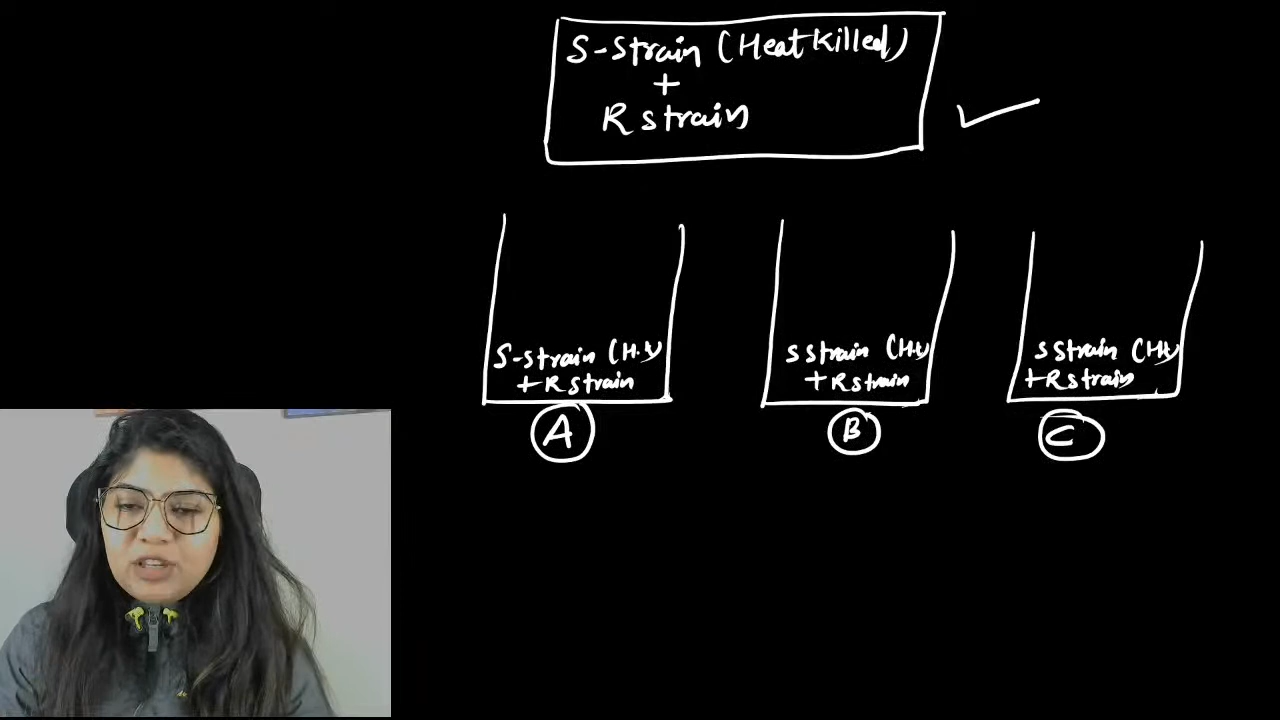 S-Strain (Heat Killed)
+
R strain
S-Strain (H.k)
+ R strain
A
S Strain (H.k)
+ R strain
B
S Strain (H.k)
+ R strain
C